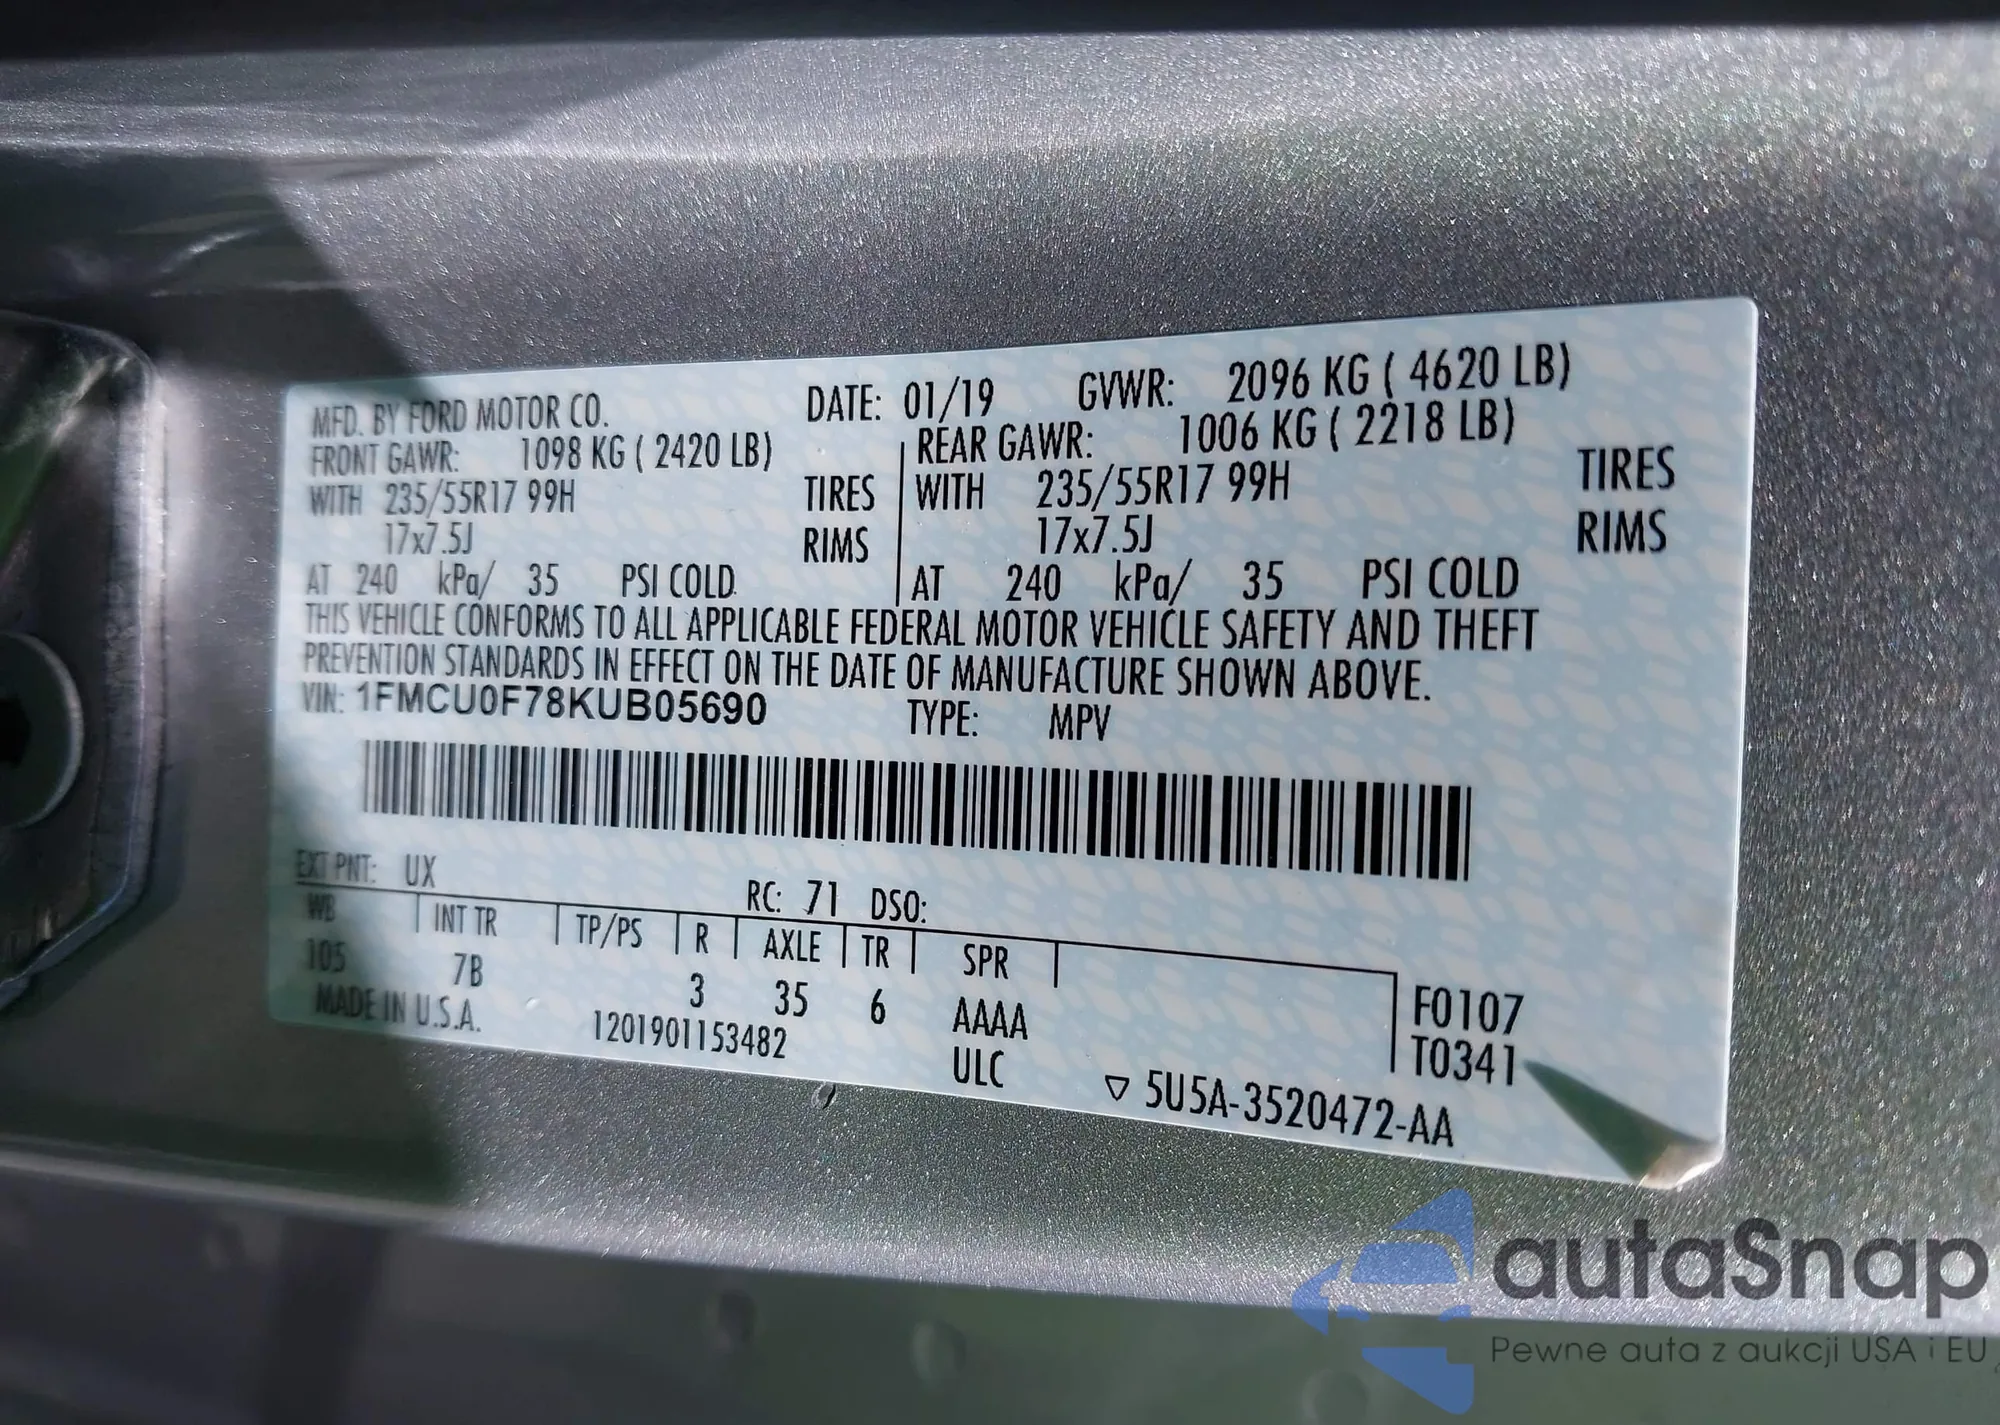 MFD. BY FORD MOTOR CO. DATE: 01/19 GVWR: 2096 KG ( 4620 LB)
FRONT GAWR: 1098 KG ( 2420 LB) REAR GAWR: 1006 KG ( 2218 LB)
WITH 235/55R17 99H TIRES WITH 235/55R17 99H TIRES
17x7.5J RIMS 17x7.5J RIMS
AT 240 kPa/ 35 PSI COLD AT 240 kPa/ 35 PSI COLD
THIS VEHICLE CONFORMS TO ALL APPLICABLE FEDERAL MOTOR VEHICLE SAFETY AND THEFT
PREVENTION STANDARDS IN EFFECT ON THE DATE OF MANUFACTURE SHOWN ABOVE.
VIN: 1FMCU0F78KUB05690 TYPE: MPV
EXT PNT: UX RC: 71 DSO:
WB INT TR TP/PS R AXLE TR SPR
105 7B 3 35 6 AAAA F0107
MADE IN U.S.A. 1201901153482 ULC T0341
▽ 5U5A-3520472-AA
autaSnap
Pewne auta z aukcji USA i EU